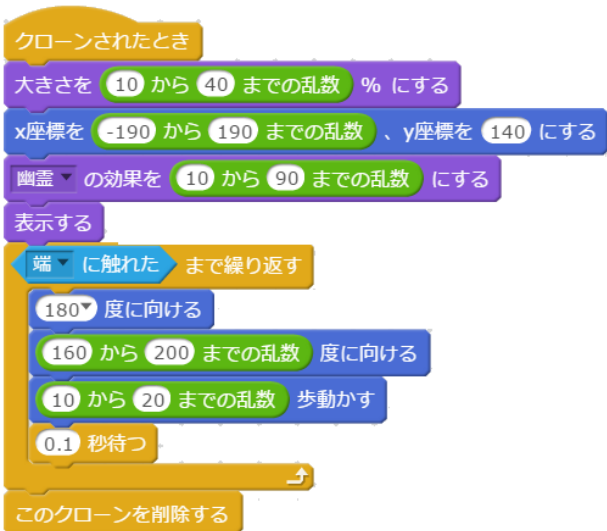 クローンされたとき
大きさを 10 から 40 までの乱数 % にする
x座標を -190 から 190 までの乱数 、y座標を 140 にする
幽霊 の効果を 10 から 90 までの乱数 にする
表示する
端 に触れた まで繰り返す
180 度に向ける
160 から 200 までの乱数 度に向ける
10 から 20 までの乱数 歩動かす
0.1 秒待つ
このクローンを削除する